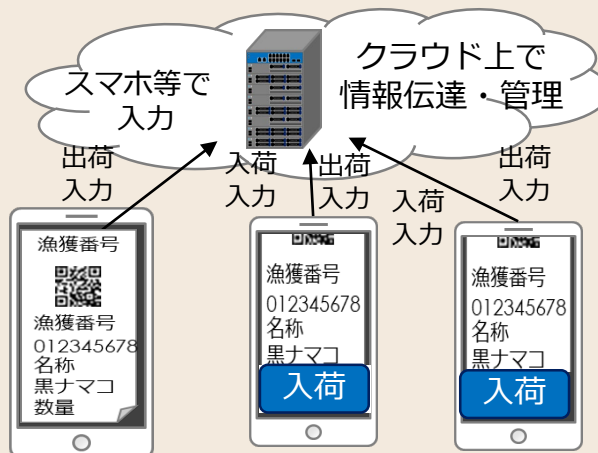 スマホ等で
入力
クラウド上で
情報伝達・管理
出荷
入力
入荷
入力
出荷
入力
入荷
入力
出荷
入力
漁獲番号
漁獲番号
012345678
名称
黒ナマコ
数量
漁獲番号
012345678
名称
黒ナマコ
入荷
漁獲番号
012345678
名称
黒ナマコ
入荷